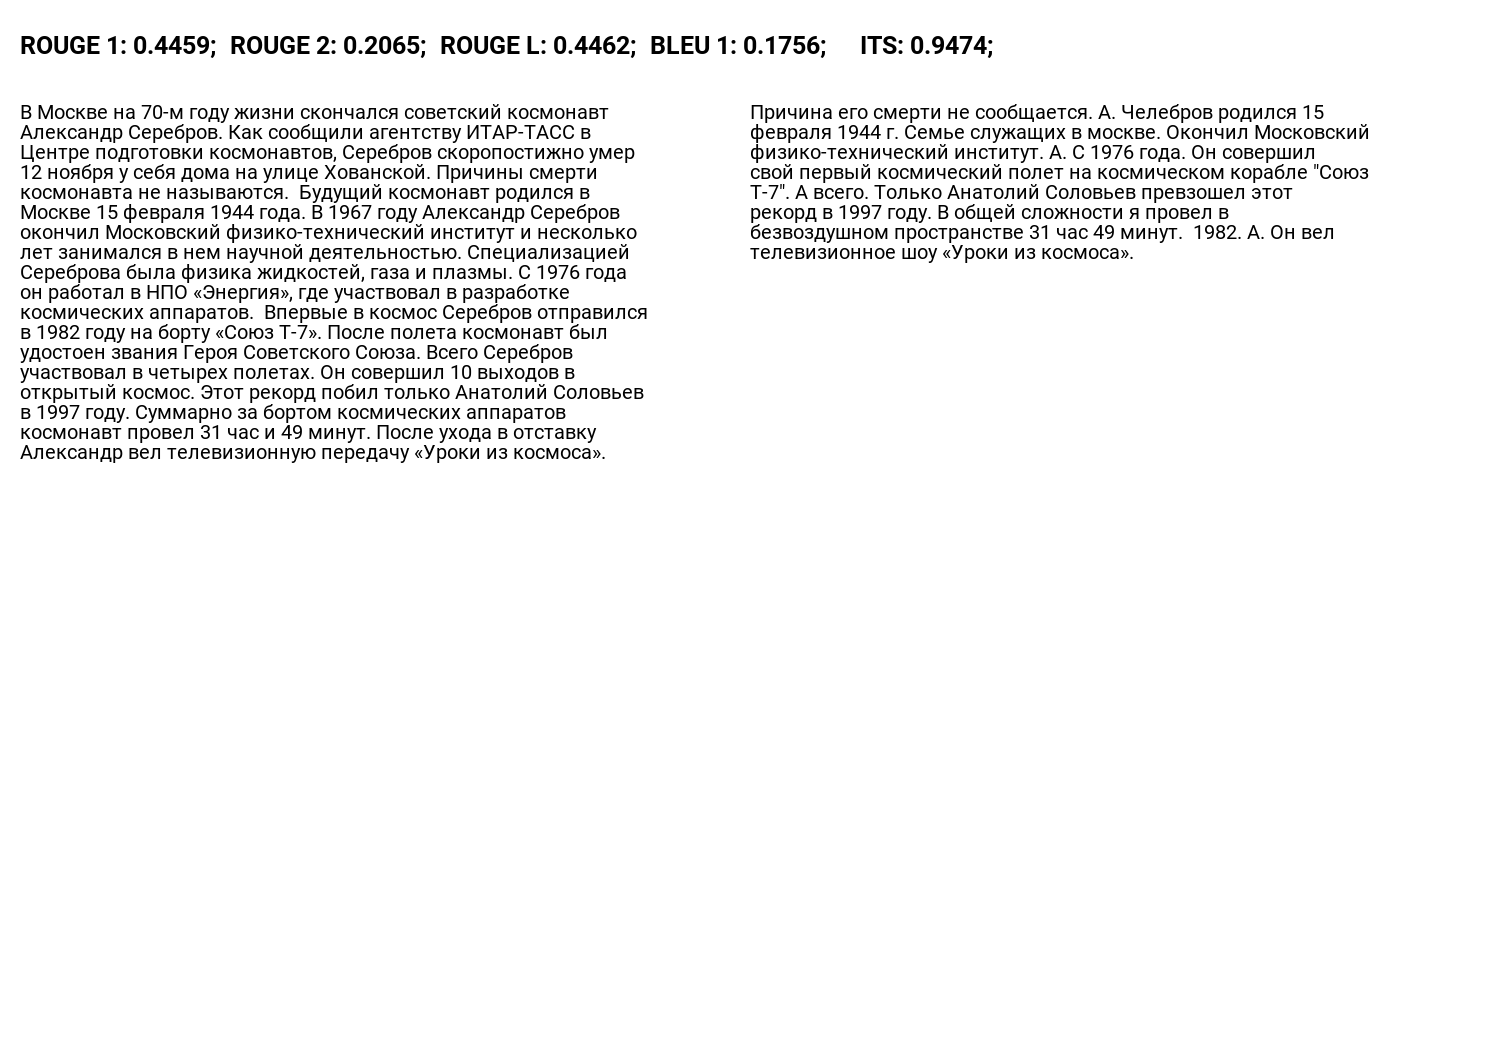 ROUGE 1: 0.4459;  ROUGE 2: 0.2065;  ROUGE L: 0.4462;  BLEU 1: 0.1756;  ITS: 0.9474;
В Москве на 70-м году жизни скончался советский космонавт
Александр Серебров. Как сообщили агентству ИТАР-ТАСС в
Центре подготовки космонавтов, Серебров скоропостижно умер
12 ноября у себя дома на улице Хованской. Причины смерти
космонавта не называются.  Будущий космонавт родился в
Москве 15 февраля 1944 года. В 1967 году Александр Серебров
окончил Московский физико-технический институт и несколько
лет занимался в нем научной деятельностью. Специализацией
Сереброва была физика жидкостей, газа и плазмы. С 1976 года
он работал в НПО «Энергия», где участвовал в разработке
космических аппаратов.  Впервые в космос Серебров отправился
в 1982 году на борту «Союз Т-7». После полета космонавт был
удостоен звания Героя Советского Союза. Всего Серебров
участвовал в четырех полетах. Он совершил 10 выходов в
открытый космос. Этот рекорд побил только Анатолий Соловьев
в 1997 году. Суммарно за бортом космических аппаратов
космонавт провел 31 час и 49 минут. После ухода в отставку
Александр вел телевизионную передачу «Уроки из космоса».
Причина его смерти не сообщается. А. Челебров родился 15
февраля 1944 г. Семье служащих в москве. Окончил Московский
физико-технический институт. А. С 1976 года. Он совершил
свой первый космический полет на космическом корабле "Союз
Т-7". А всего. Только Анатолий Соловьев превзошел этот
рекорд в 1997 году. В общей сложности я провел в
безвоздушном пространстве 31 час 49 минут.  1982. А. Он вел
телевизионное шоу «Уроки из космоса».